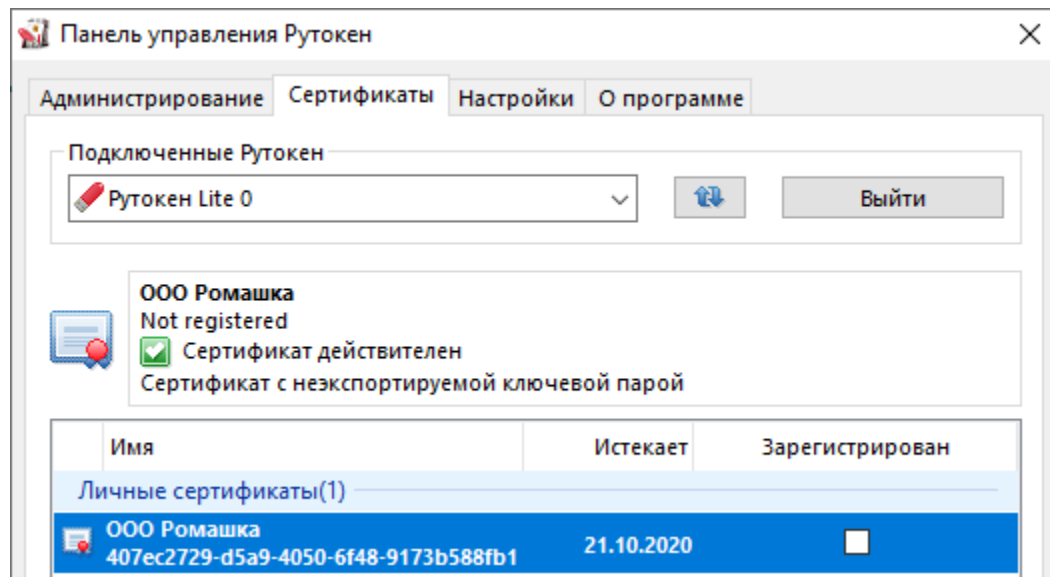 Панель управления Рутокен
Администрирование Сертификаты Настройки О программе
Подключенные Рутокен
Рутокен Lite 0 Выйти
ООО Ромашка
Not registered
Сертификат действителен
Сертификат с неэкспортируемой ключевой парой
Имя Истекает Зарегистрирован
Личные сертификаты(1)
ООО Ромашка
407ec2729-d5a9-4050-6f48-9173b588fb1 21.10.2020